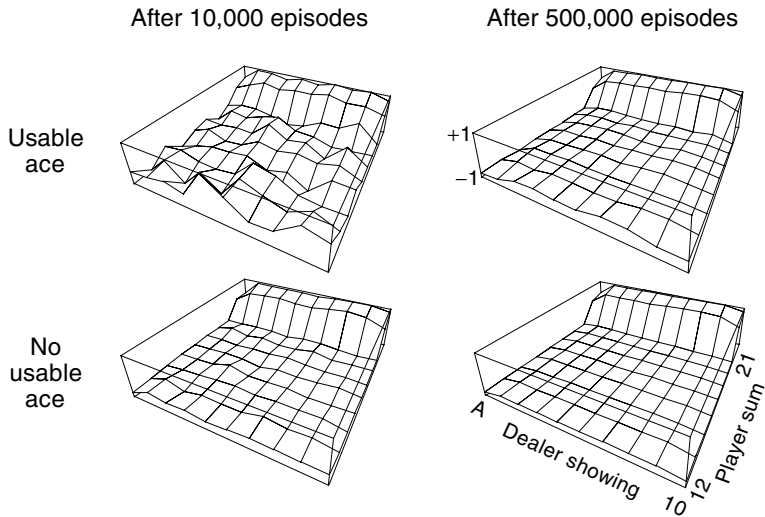 After 10,000 episodes
After 500,000 episodes
Usable
ace
+1
−1
No
usable
ace
A
Dealer showing
10
12
Player sum
21